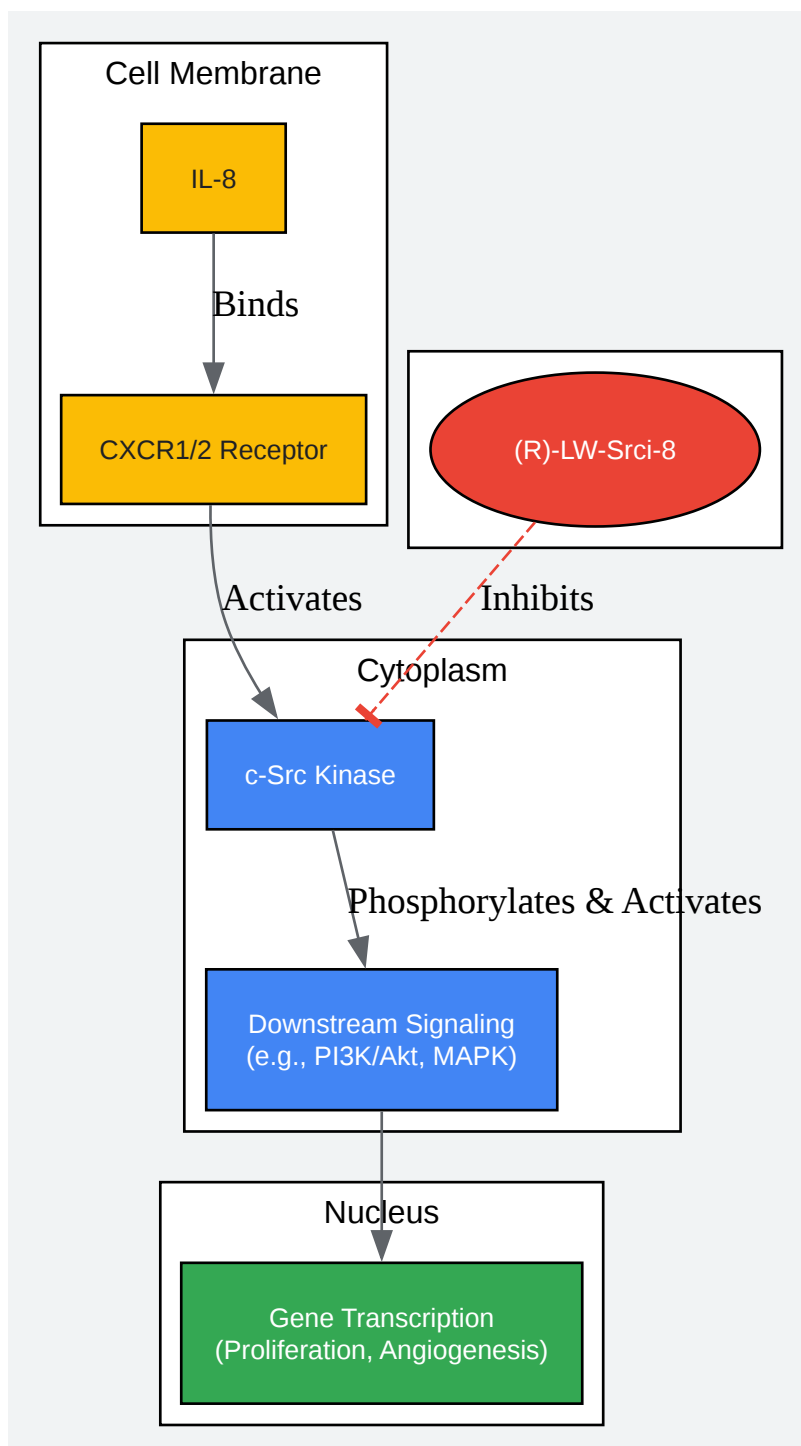 Cell Membrane
IL-8
Binds
CXCR1/2 Receptor
(R)-LW-Srci-8
Activates
Inhibits
Cytoplasm
c-Src Kinase
Phosphorylates & Activates
Downstream Signaling
(e.g., PI3K/Akt, MAPK)
Nucleus
Gene Transcription
(Proliferation, Angiogenesis)